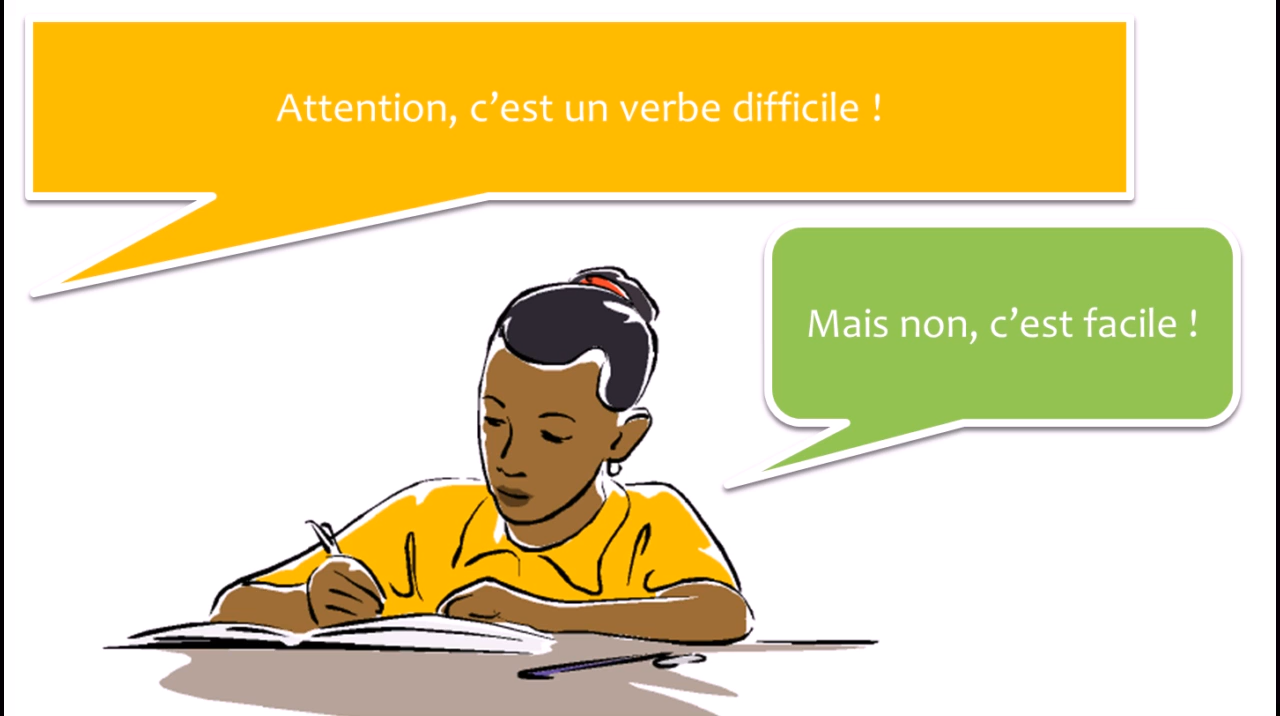 Attention, c’est un verbe difficile !
Mais non, c’est facile !